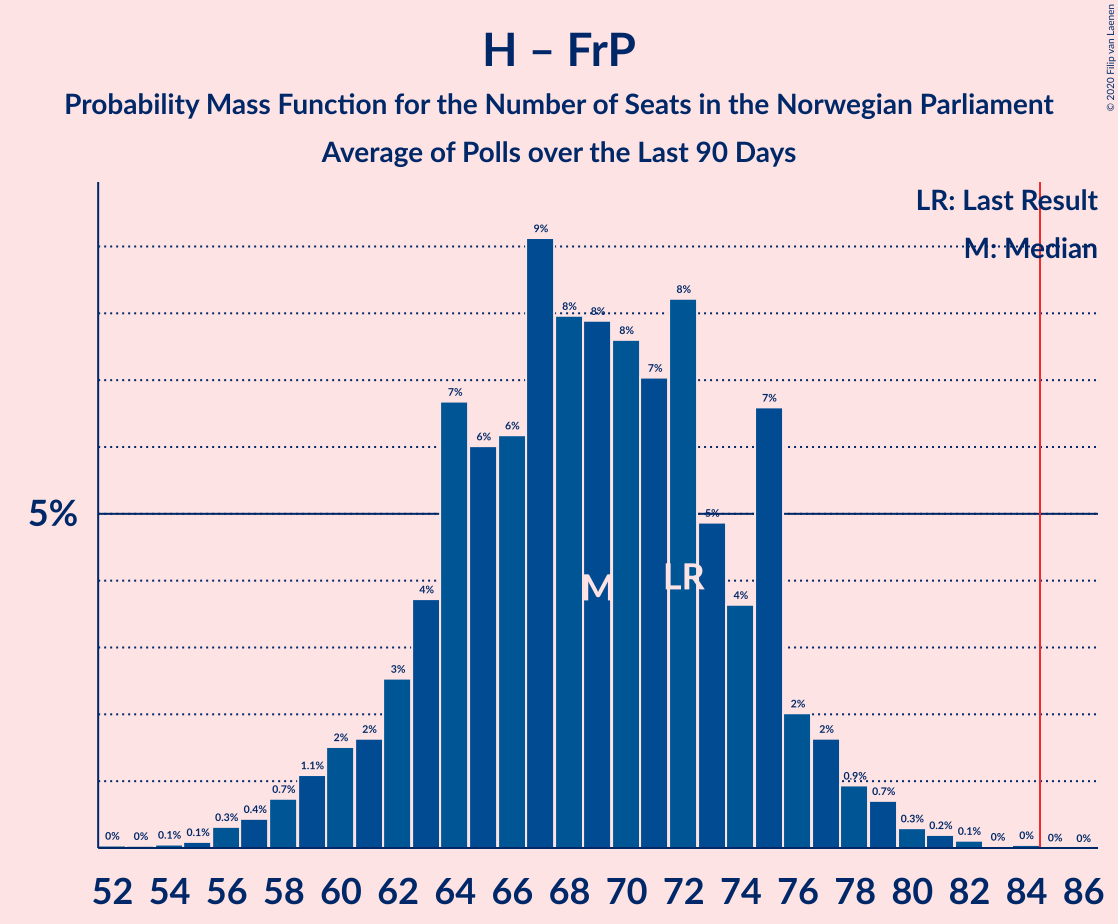 H – FrP
Probability Mass Function for the Number of Seats in the Norwegian Parliament
Average of Polls over the Last 90 Days
© 2020 Filip van Laenen
LR: Last Result
M: Median
5%
0% 0% 0.1% 0.1% 0.3% 0.4% 0.7% 1.1% 2% 2% 3% 4% 7% 6% 6% 9% 8% 8% 8% 7% 8% 5% 4% 7% 2% 2% 0.9% 0.7% 0.3% 0.2% 0.1% 0% 0% 0% 0%
M LR
52 54 56 58 60 62 64 66 68 70 72 74 76 78 80 82 84 86